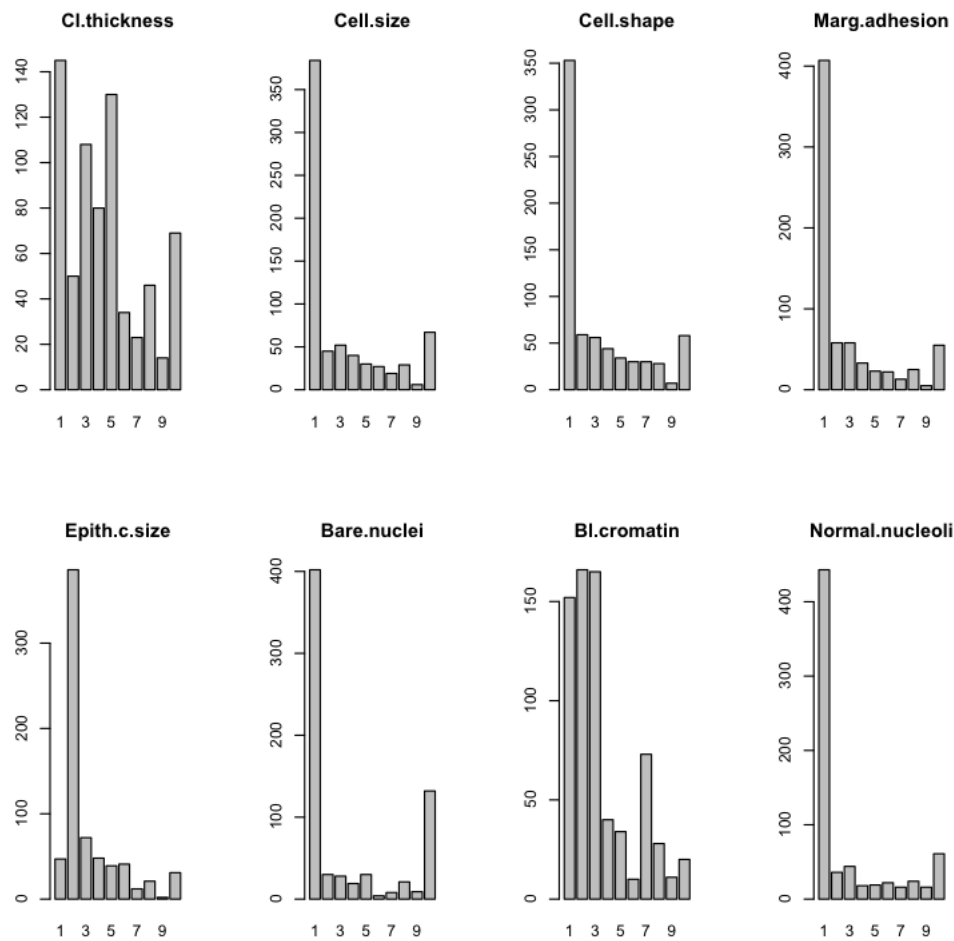 Cl.thickness
0 20 40 60 80 100 120 140
1 3 5 7 9
Cell.size
0 50 100 150 200 250 300 350
1 3 5 7 9
Cell.shape
0 50 100 150 200 250 300 350
1 3 5 7 9
Marg.adhesion
0 100 200 300 400
1 3 5 7 9
Epith.c.size
0 100 200 300
1 3 5 7 9
Bare.nuclei
0 100 200 300 400
1 3 5 7 9
Bl.cromatin
0 50 100 150
1 3 5 7 9
Normal.nucleoli
0 100 200 300 400
1 3 5 7 9